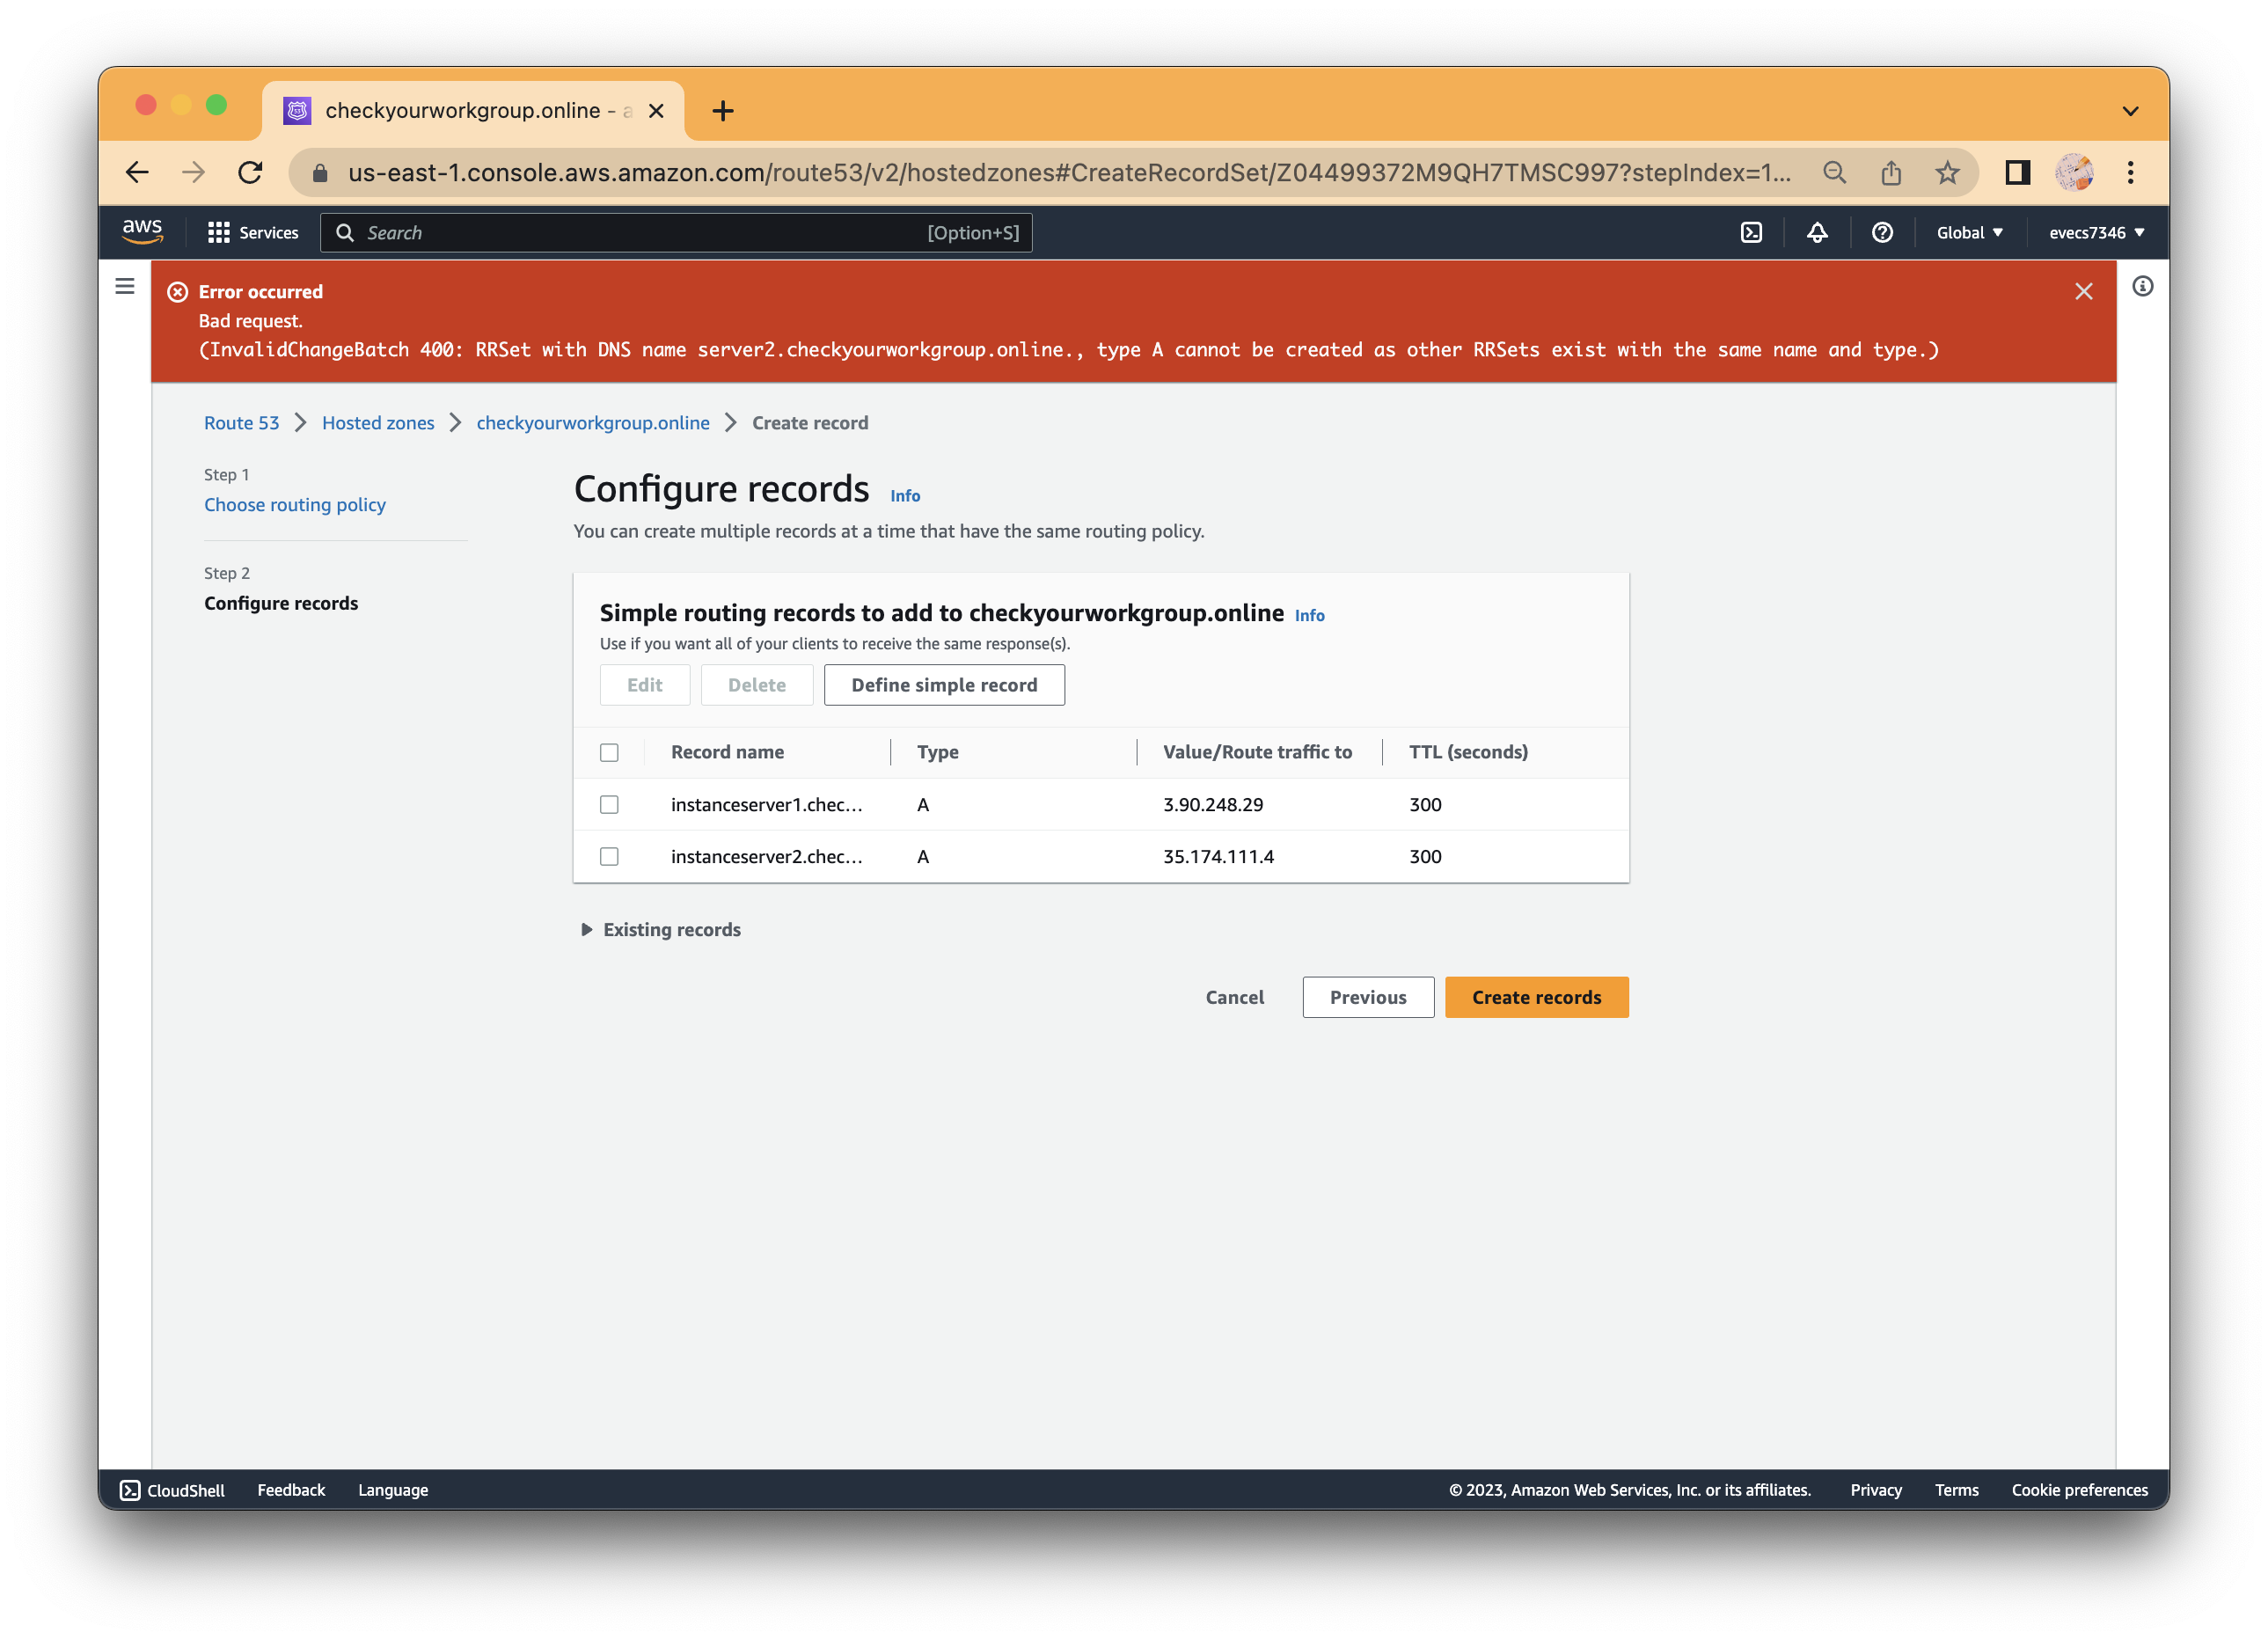 checkyourworkgroup.online - a
us-east-1.console.aws.amazon.com/route53/v2/hostedzones#CreateRecordSet/Z04499372M9QH7TMSC997?stepIndex=1...
aws
Services
Search
[Option+S]
Global
evecs7346
Error occurred
Bad request.
(InvalidChangeBatch 400: RRSet with DNS name server2.checkyourworkgroup.online., type A cannot be created as other RRSets exist with the same name and type.)
Route 53
Hosted zones
checkyourworkgroup.online
Create record
Step 1
Choose routing policy
Step 2
Configure records
Configure records Info
You can create multiple records at a time that have the same routing policy.
Simple routing records to add to checkyourworkgroup.online Info
Use if you want all of your clients to receive the same response(s).
Edit
Delete
Define simple record
Record name
Type
Value/Route traffic to
TTL (seconds)
instanceserver1.chec...
A
3.90.248.29
300
instanceserver2.chec...
A
35.174.111.4
300
Existing records
Cancel
Previous
Create records
CloudShell
Feedback
Language
© 2023, Amazon Web Services, Inc. or its affiliates.
Privacy
Terms
Cookie preferences